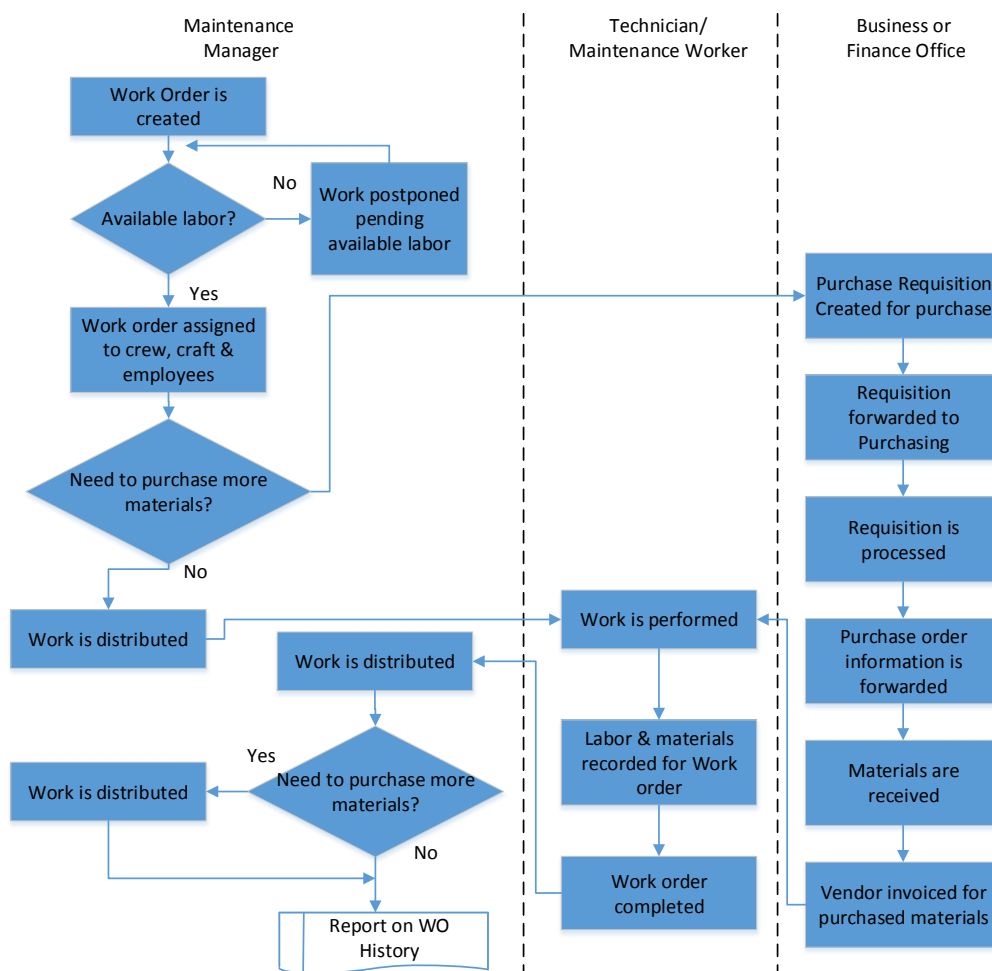 Maintenance
Manager
Technician/
Maintenance Worker
Business or
Finance Office
Work Order is
created
No
Work postponed
pending
available labor
Available labor?
Yes
Work order assigned
to crew, craft &
employees
Need to purchase more
materials?
No
Work is distributed
Work is distributed
Yes
Need to purchase more
materials?
Work is distributed
No
Report on WO
History
Work is performed
Labor & materials
recorded for Work
order
Work order
completed
Purchase Requisition
Created for purchase
Requisition
forwarded to
Purchasing
Requisition is
processed
Purchase order
information is
forwarded
Materials are
received
Vendor invoiced for
purchased materials